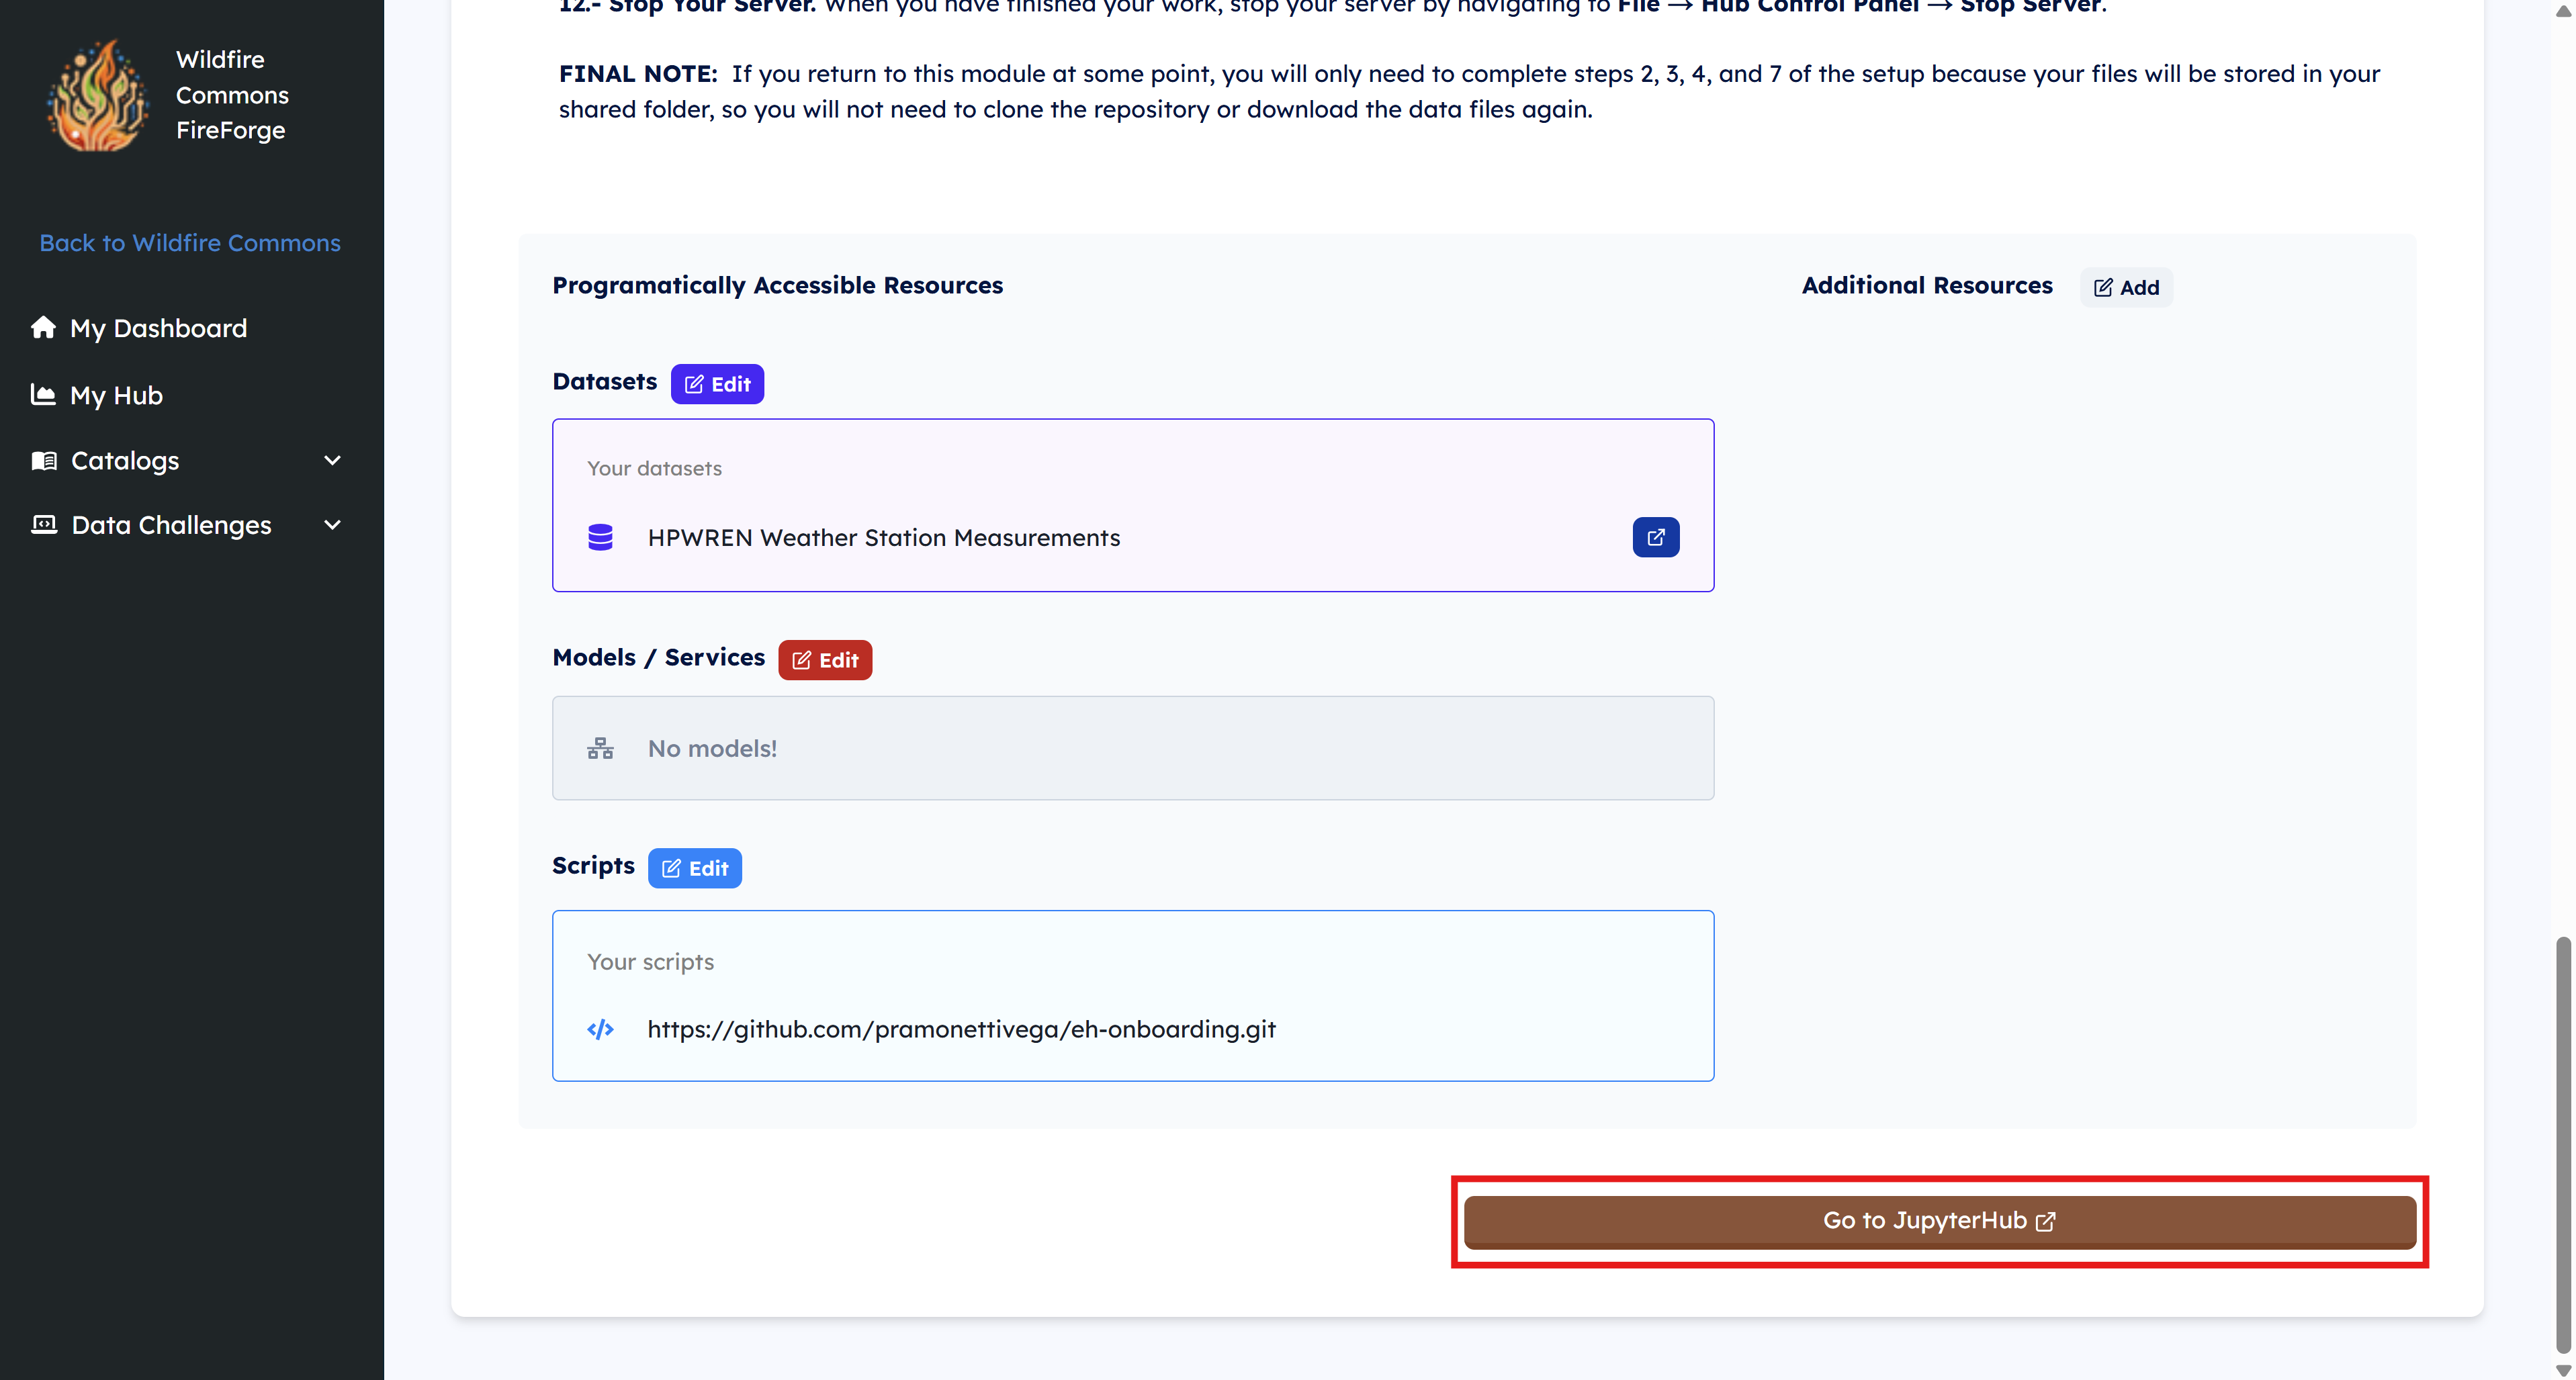 Wildfire
Commons
FireForge
Back to Wildfire Commons
My Dashboard
My Hub
Catalogs
Data Challenges
12.- Stop Your Server. When you have finished your work, stop your server by navigating to File → Hub Control Panel → Stop Server.
FINAL NOTE: If you return to this module at some point, you will only need to complete steps 2, 3, 4, and 7 of the setup because your files will be stored in your
shared folder, so you will not need to clone the repository or download the data files again.
Programatically Accessible Resources
Additional Resources
Add
Datasets
Edit
Your datasets
HPWREN Weather Station Measurements
Models / Services
Edit
No models!
Scripts
Edit
Your scripts
https://github.com/pramonettivega/eh-onboarding.git
Go to JupyterHub